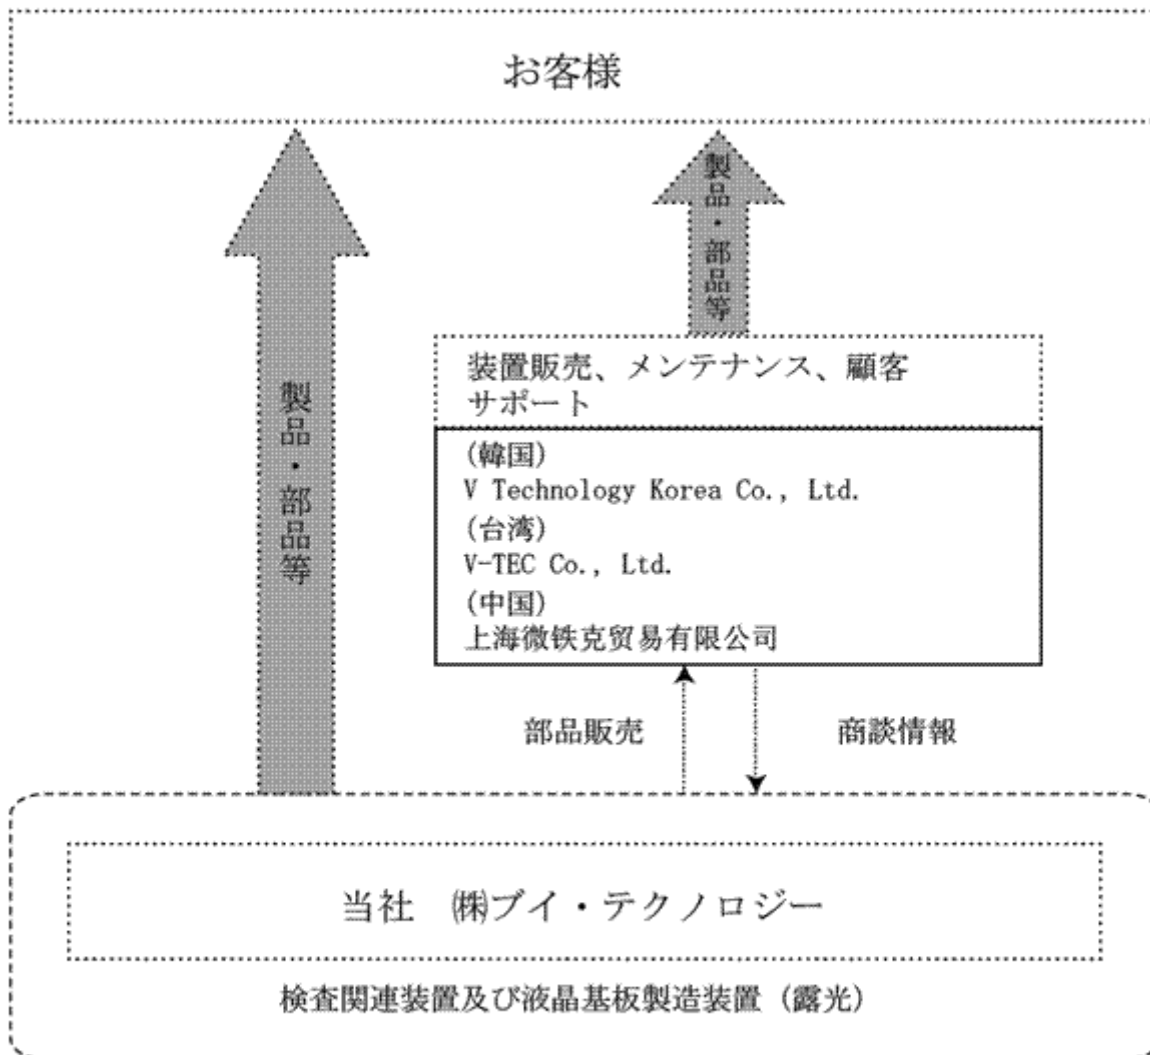 お客様
製品・部品等
製品・部品等
装置販売、メンテナンス、顧客
サポート
(韓国)
V Technology Korea Co., Ltd.
(台湾)
V-TEC Co., Ltd.
(中国)
上海微铁克贸易有限公司
部品販売
商談情報
当社　㈱ブイ・テクノロジー
検査関連装置及び液晶基板製造装置（露光）